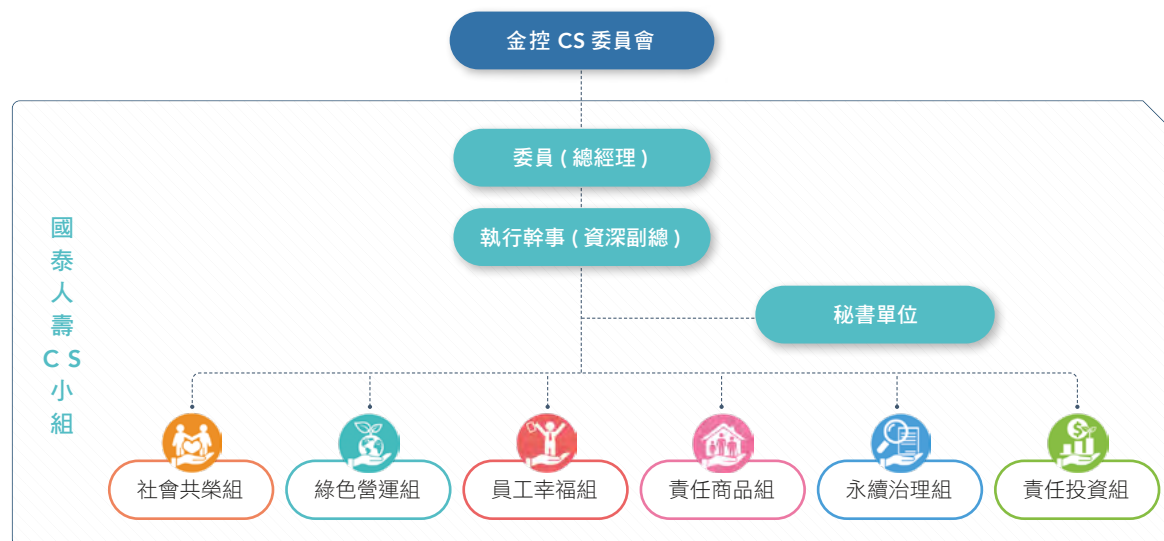 金控 CS 委員會
委員 ( 總經理 )
執行幹事 ( 資深副總 )
秘書單位
國泰人壽CS小組
社會共榮組
綠色營運組
員工幸福組
責任商品組
永續治理組
責任投資組